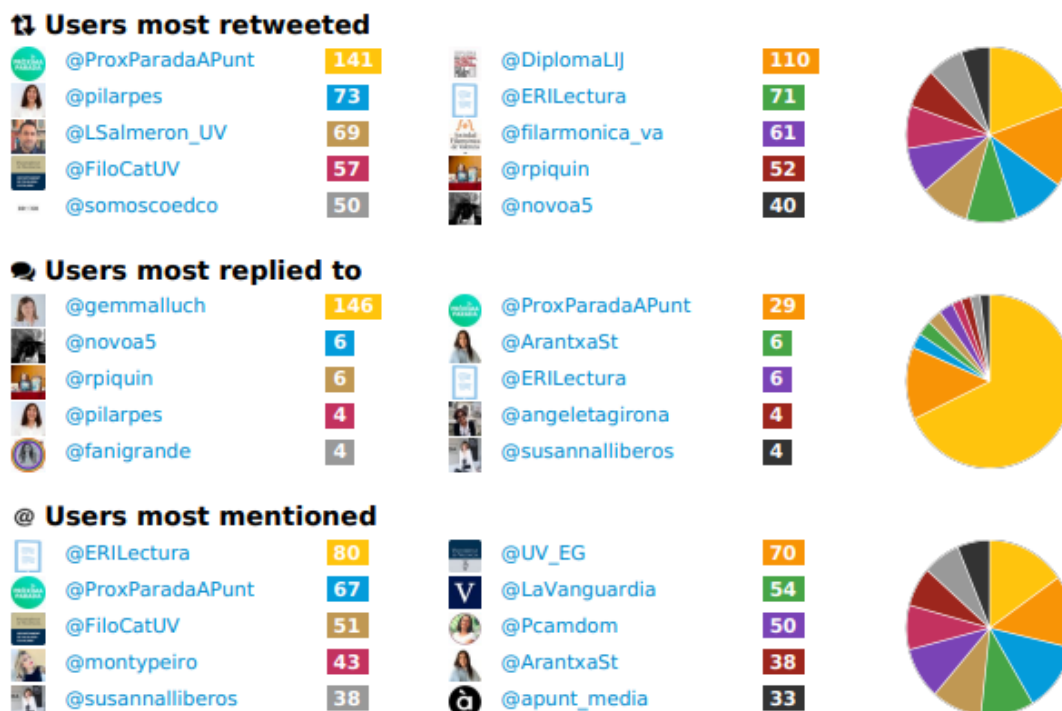 Users most retweeted
@ProxParadaAPunt 141 @DiplomaLIJ 110
@pilarpes 73 @ERILectura 71
@LSalmeron_UV 69 @filarmonica_va 61
@FiloCatUV 57 @rpiquin 52
@somoscoedco 50 @novoa5 40
Users most replied to
@gemmalluch 146 @ProxParadaAPunt 29
@novoa5 6 @ArantxaSt 6
@rpiquin 6 @ERILectura 6
@pilarpes 4 @angeletagirona 4
@fanigrande 4 @susannalliberos 4
@ Users most mentioned
@ERILectura 80 @UV_EG 70
@ProxParadaAPunt 67 V @LaVanguardia 54
@FiloCatUV 51 @Pcamdom 50
@montypeiro 43 @ArantxaSt 38
@susannalliberos 38 à @apunt_media 33